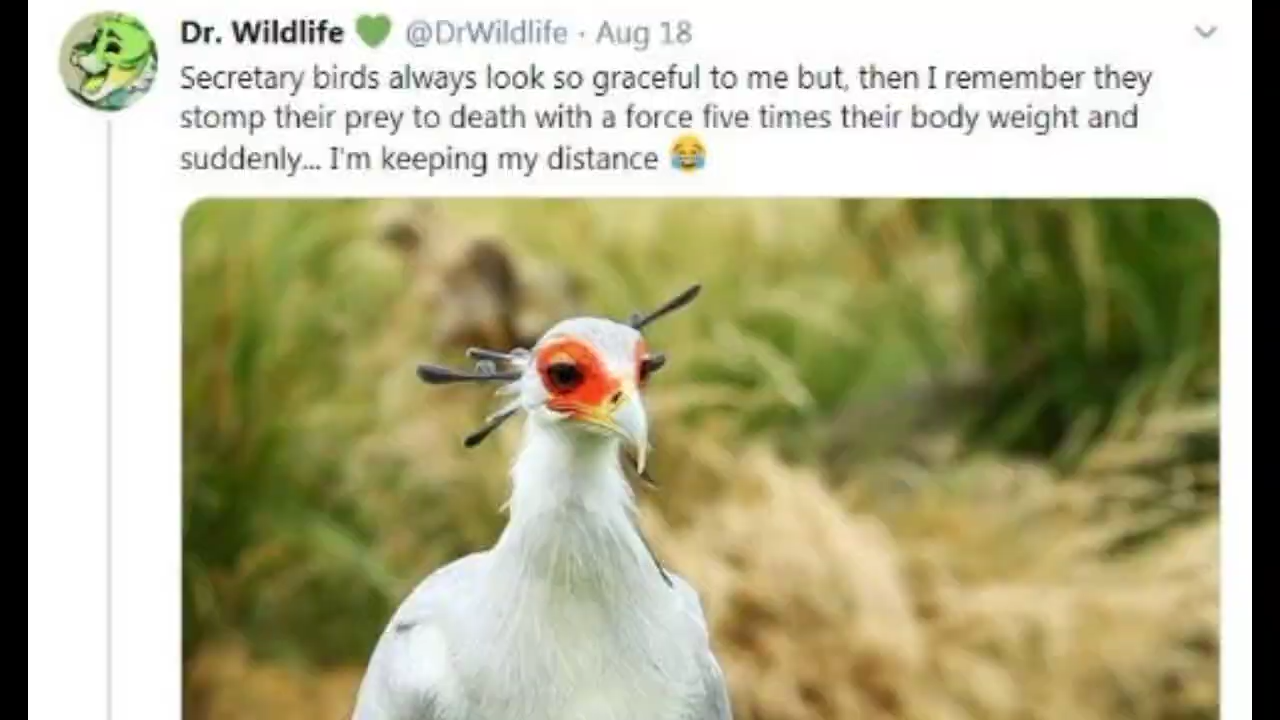 Dr. Wildlife 💚 @DrWildlife · Aug 18
Secretary birds always look so graceful to me but, then I remember they
stomp their prey to death with a force five times their body weight and
suddenly... I'm keeping my distance 😂